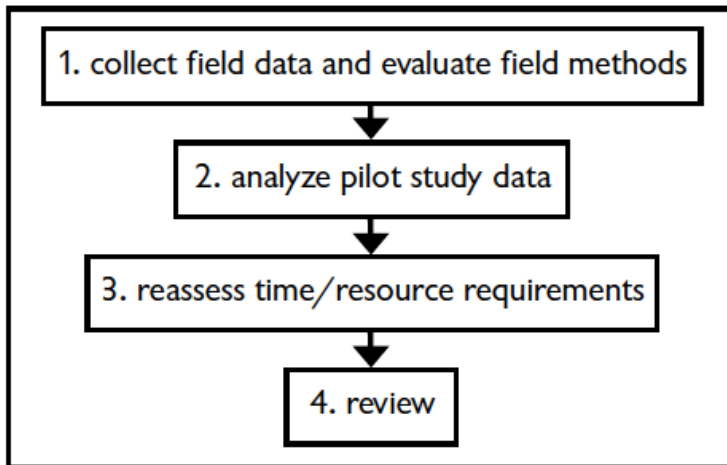 1. collect field data and evaluate field methods
2. analyze pilot study data
3. reassess time/resource requirements
4. review